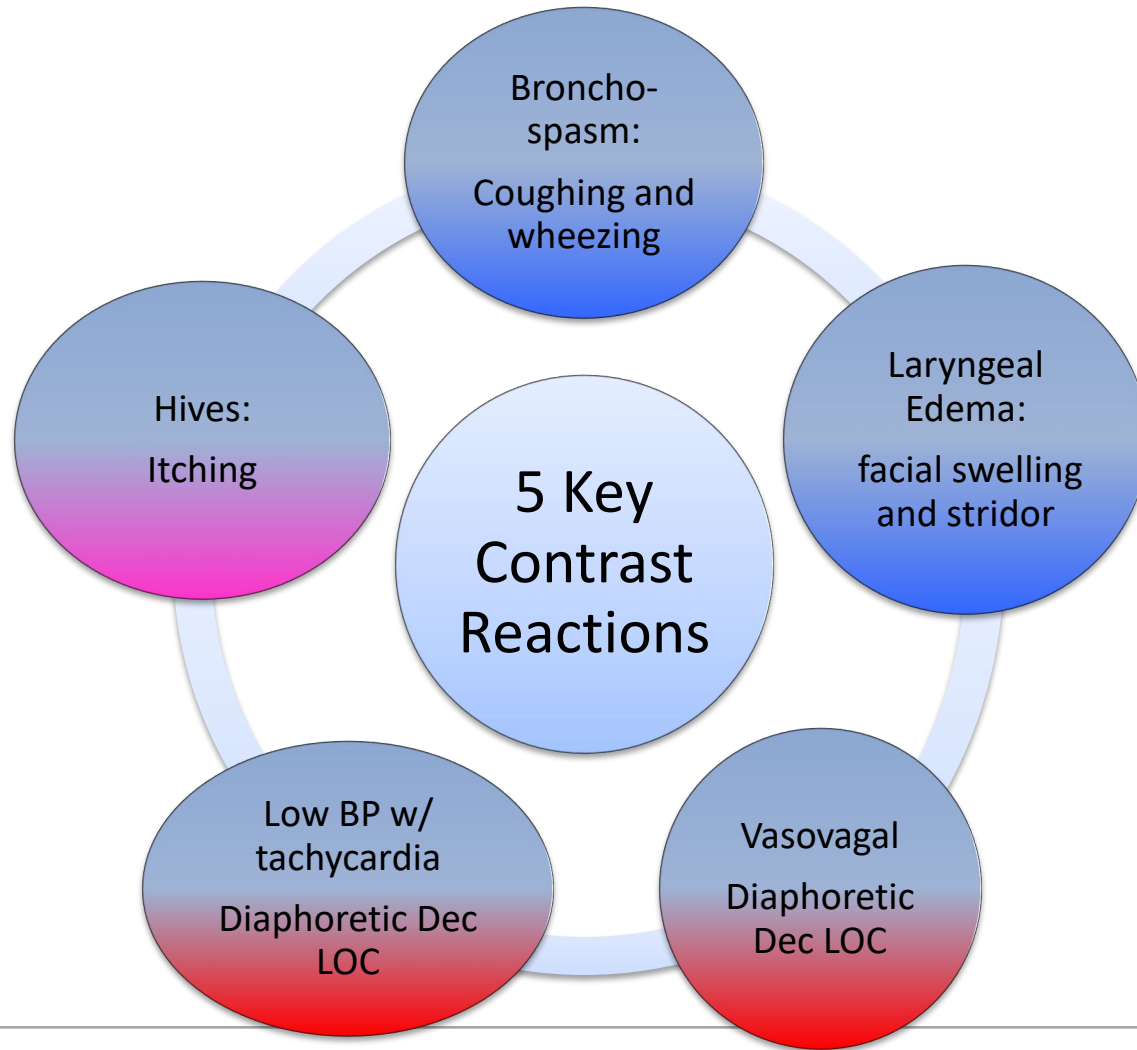 Broncho-
spasm:
Coughing and
wheezing
Laryngeal
Edema:
facial swelling
and stridor
Vasovagal
Diaphoretic
Dec LOC
Low BP w/
tachycardia
Diaphoretic Dec
LOC
Hives:
Itching
5 Key
Contrast
Reactions